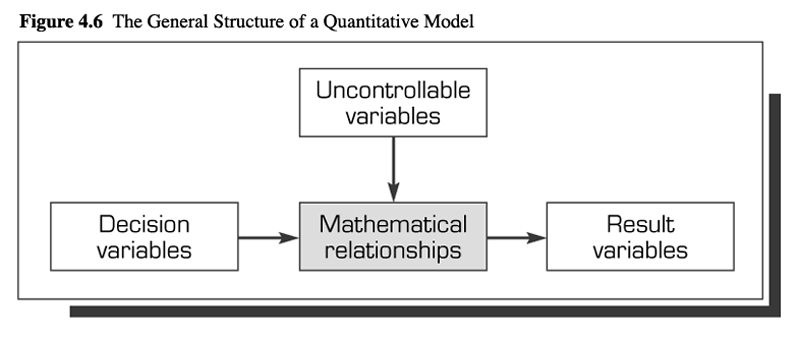 Figure 4.6 The General Structure of a Quantitative Model
Uncontrollable
variables
Decision
variables
Mathematical
relationships
Result
variables